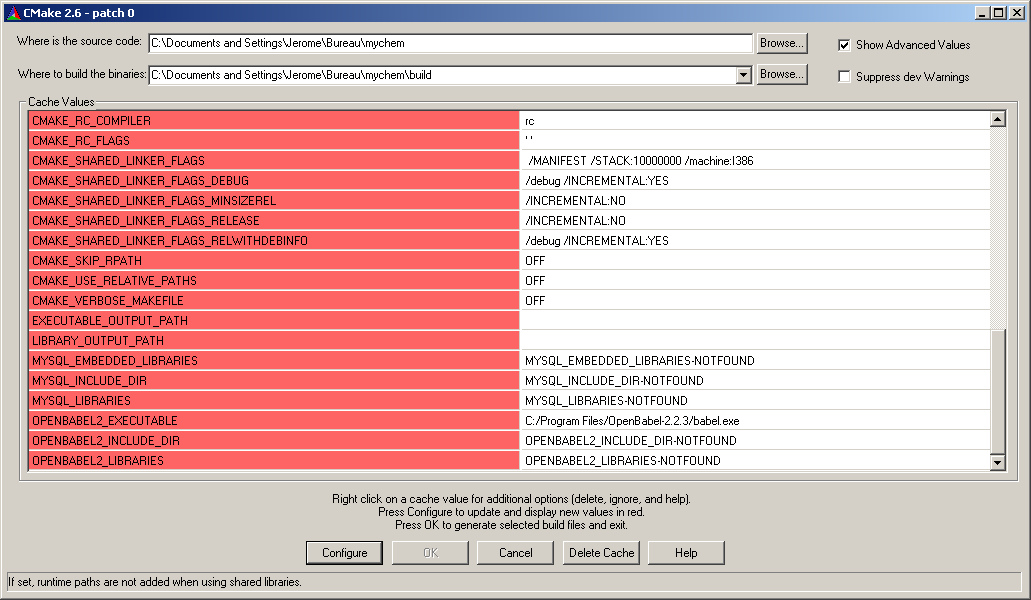 CMake 2.6 - patch 0
Where is the source code: C:\Documents and Settings\Jerome\Bureau\mychem Browse... Show Advanced Values
Where to build the binaries: C:\Documents and Settings\Jerome\Bureau\mychem\build Browse... Suppress dev Warnings
Cache Values
CMAKE_RC_COMPILER rc
CMAKE_RC_FLAGS ' '
CMAKE_SHARED_LINKER_FLAGS /MANIFEST /STACK:10000000 /machine:I386
CMAKE_SHARED_LINKER_FLAGS_DEBUG /debug /INCREMENTAL:YES
CMAKE_SHARED_LINKER_FLAGS_MINSIZEREL /INCREMENTAL:NO
CMAKE_SHARED_LINKER_FLAGS_RELEASE /INCREMENTAL:NO
CMAKE_SHARED_LINKER_FLAGS_RELWITHDEBINFO /debug /INCREMENTAL:YES
CMAKE_SKIP_RPATH OFF
CMAKE_USE_RELATIVE_PATHS OFF
CMAKE_VERBOSE_MAKEFILE OFF
EXECUTABLE_OUTPUT_PATH
LIBRARY_OUTPUT_PATH
MYSQL_EMBEDDED_LIBRARIES MYSQL_EMBEDDED_LIBRARIES-NOTFOUND
MYSQL_INCLUDE_DIR MYSQL_INCLUDE_DIR-NOTFOUND
MYSQL_LIBRARIES MYSQL_LIBRARIES-NOTFOUND
OPENBABEL2_EXECUTABLE C:/Program Files/OpenBabel-2.2.3/babel.exe
OPENBABEL2_INCLUDE_DIR OPENBABEL2_INCLUDE_DIR-NOTFOUND
OPENBABEL2_LIBRARIES OPENBABEL2_LIBRARIES-NOTFOUND
Right click on a cache value for additional options (delete, ignore, and help).
Press Configure to update and display new values in red.
Press OK to generate selected build files and exit.
Configure OK Cancel Delete Cache Help
If set, runtime paths are not added when using shared libraries.